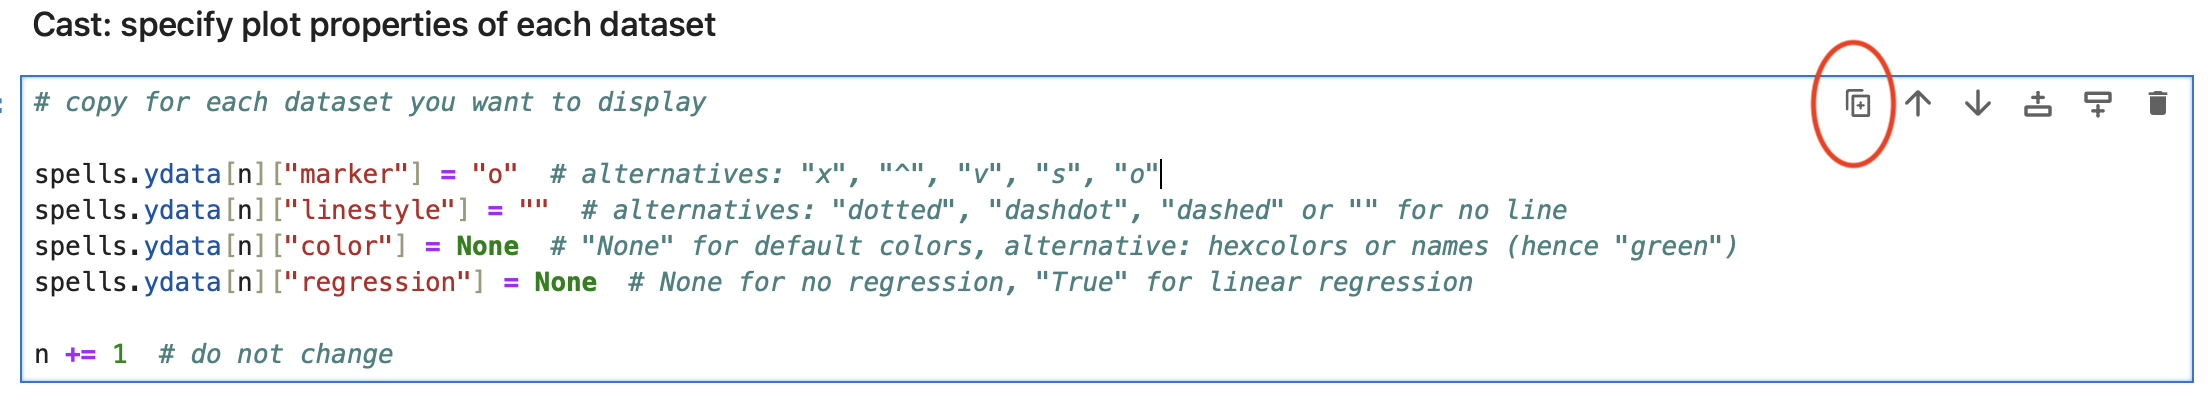 Cast: specify plot properties of each dataset
:
# copy for each dataset you want to display
spells.ydata[n]["marker"] = "o"  # alternatives: "x", "^", "v", "s", "o"
spells.ydata[n]["linestyle"] = ""  # alternatives: "dotted", "dashdot", "dashed" or "" for no line
spells.ydata[n]["color"] = None  # "None" for default colors, alternative: hexcolors or names (hence "green")
spells.ydata[n]["regression"] = None  # None for no regression, "True" for linear regression
n += 1  # do not change